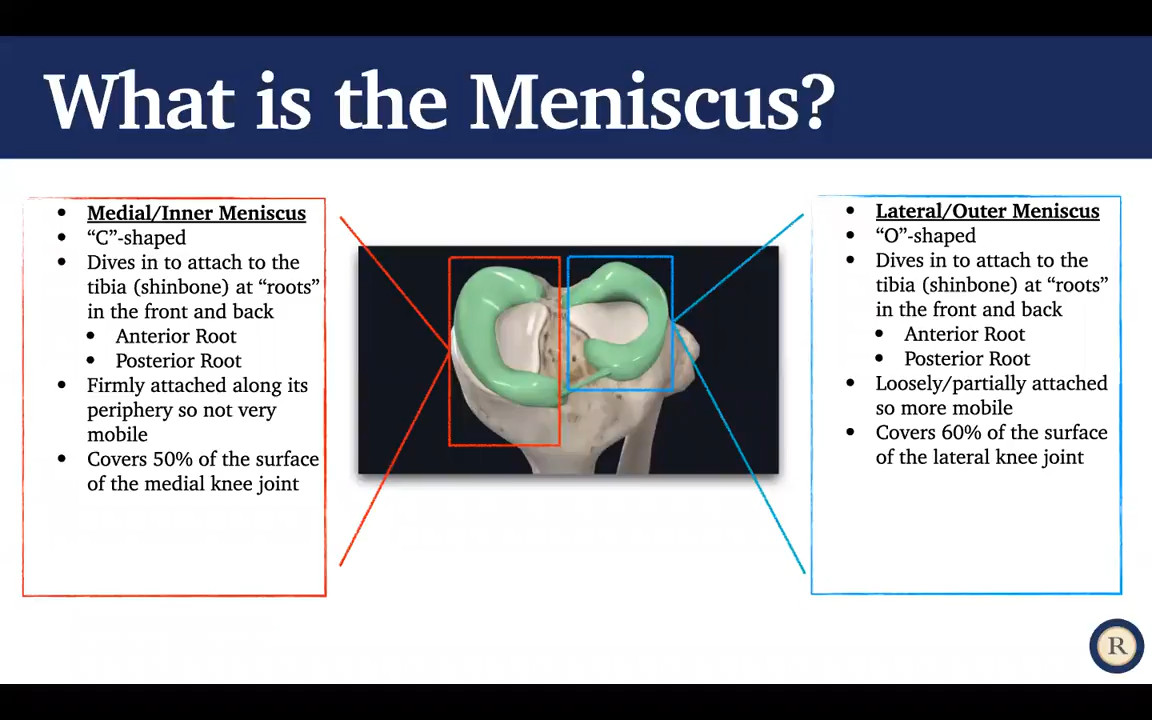 What is the Meniscus?
• Medial/Inner Meniscus
• “C”-shaped
• Dives in to attach to the
tibia (shinbone) at “roots”
in the front and back
• Anterior Root
• Posterior Root
• Firmly attached along its
periphery so not very
mobile
• Covers 50% of the surface
of the medial knee joint
• Lateral/Outer Meniscus
• “O”-shaped
• Dives in to attach to the
tibia (shinbone) at “roots”
in the front and back
• Anterior Root
• Posterior Root
• Loosely/partially attached
so more mobile
• Covers 60% of the surface
of the lateral knee joint
R